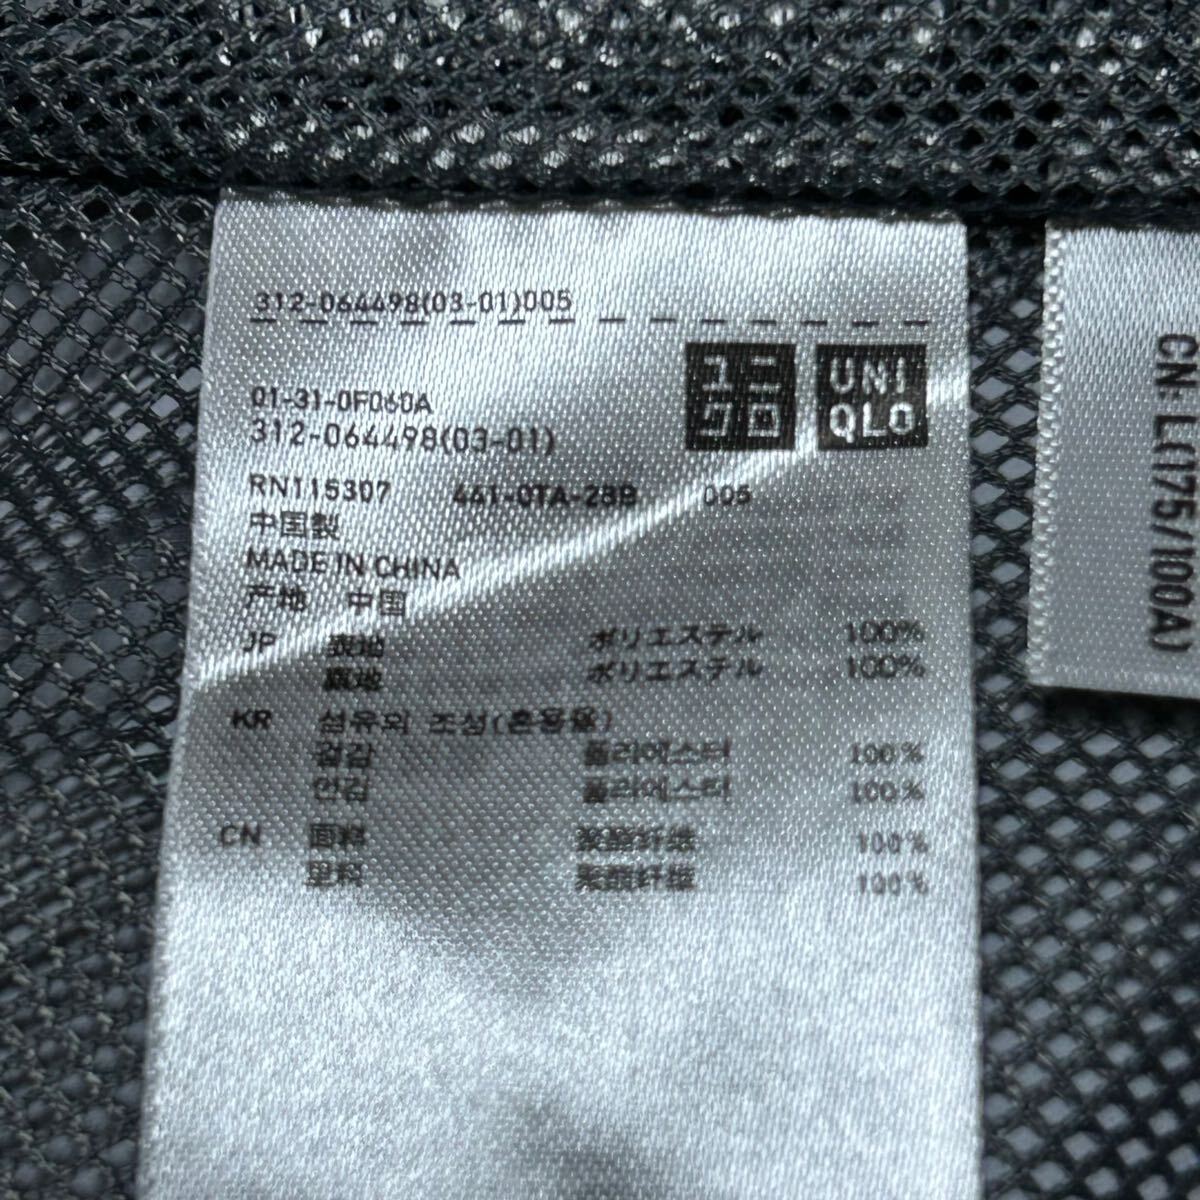 312-064498(03-01)005
ユニ
クロ
UNI
QLO
01-31-0F060A
312-064498(03-01)
RN115307 441-0TA-28B 005
中国製
MADE IN CHINA
产地 中国
JP 表地 ポリエステル 100%
裏地 ポリエステル 100%
KR 섬유의 조성(혼용율)
겉감 폴리에스터 100%
안감 폴리에스터 100%
CN 面料 聚酯纤维 100%
里料 聚酯纤维 100%
CN: L(175/100A)